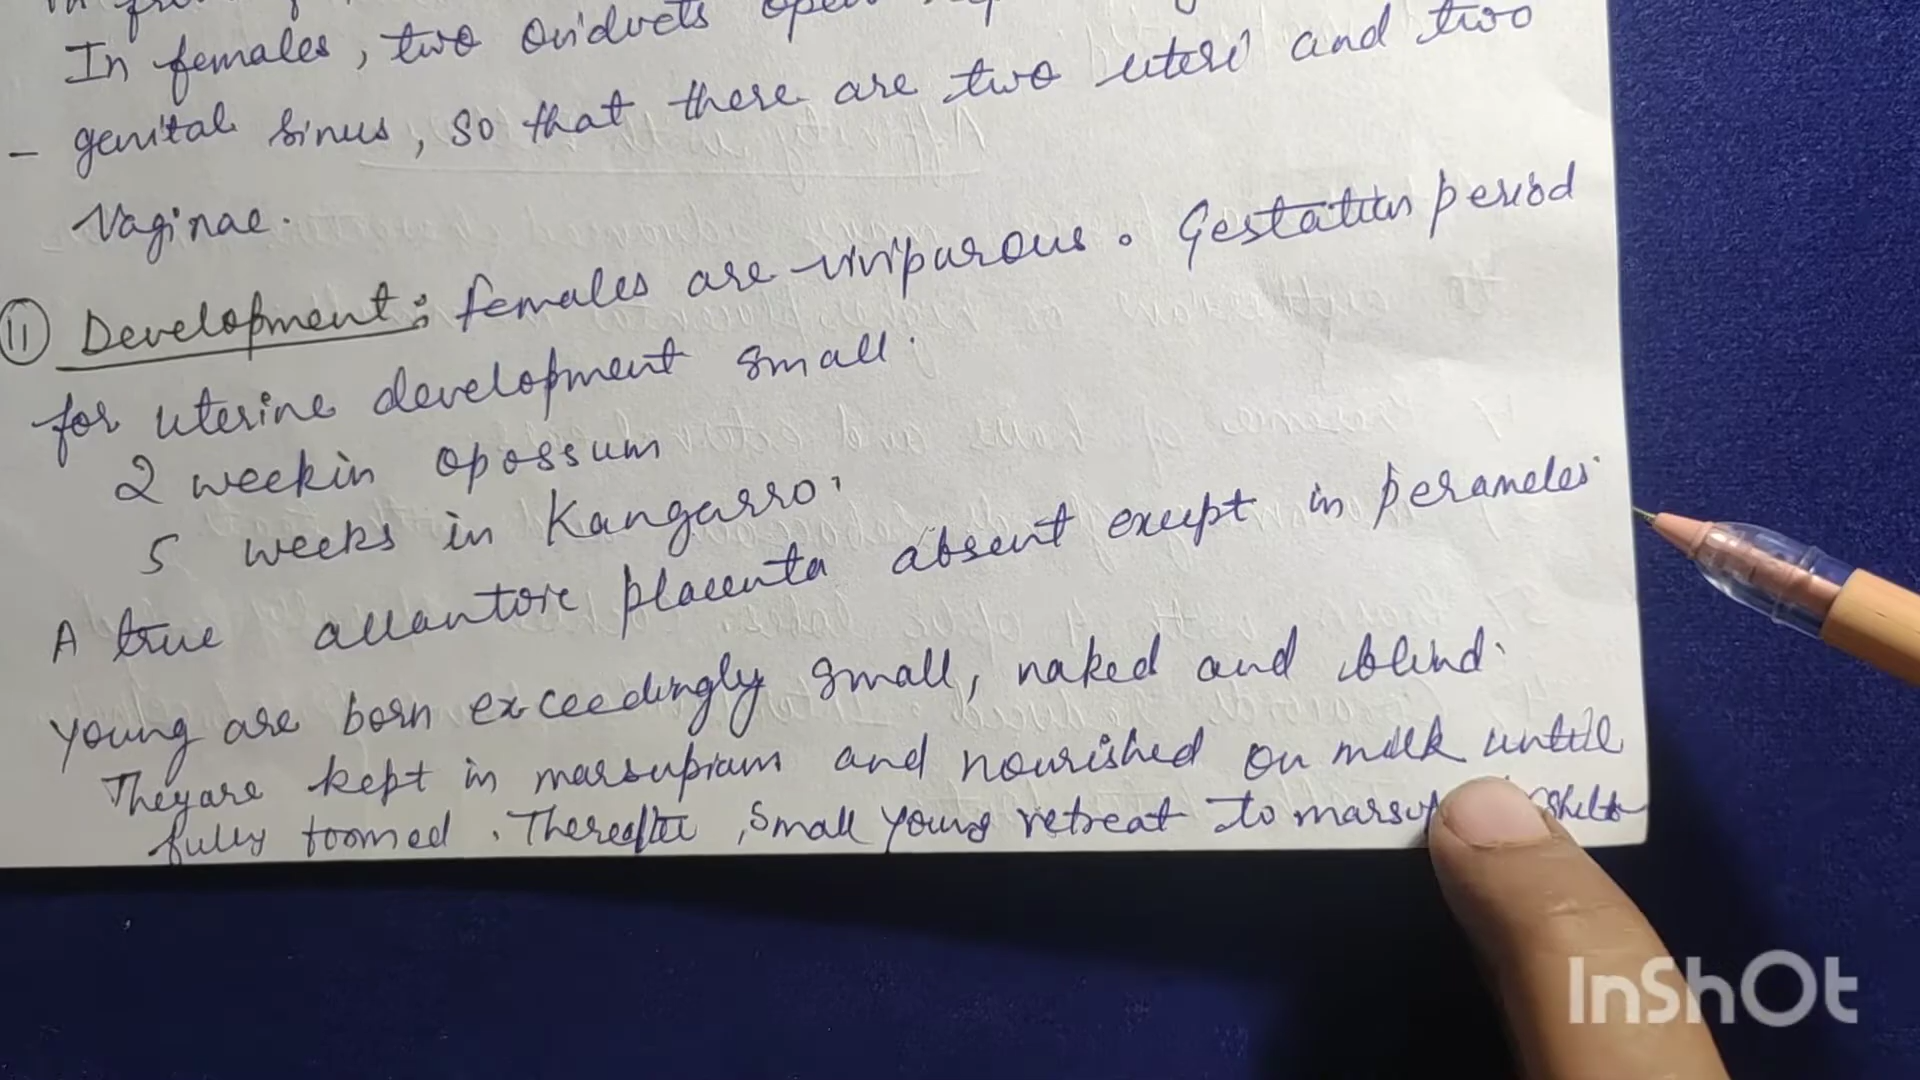 In females, two oviducts open
- genital sinus, so that there are two uteri and two
Vaginae.
11 Development: females are viviparous. Gestation period
for uterine development small.
2 weekin opossum
5 weeks in Kangarro.
A true allantoic placenta absent except in perameles
Young are born exceedingly small, naked and blind.
They are kept in marsupium and nourished on milk until
fully formed. Thereafter, small young retreat to
InShOt